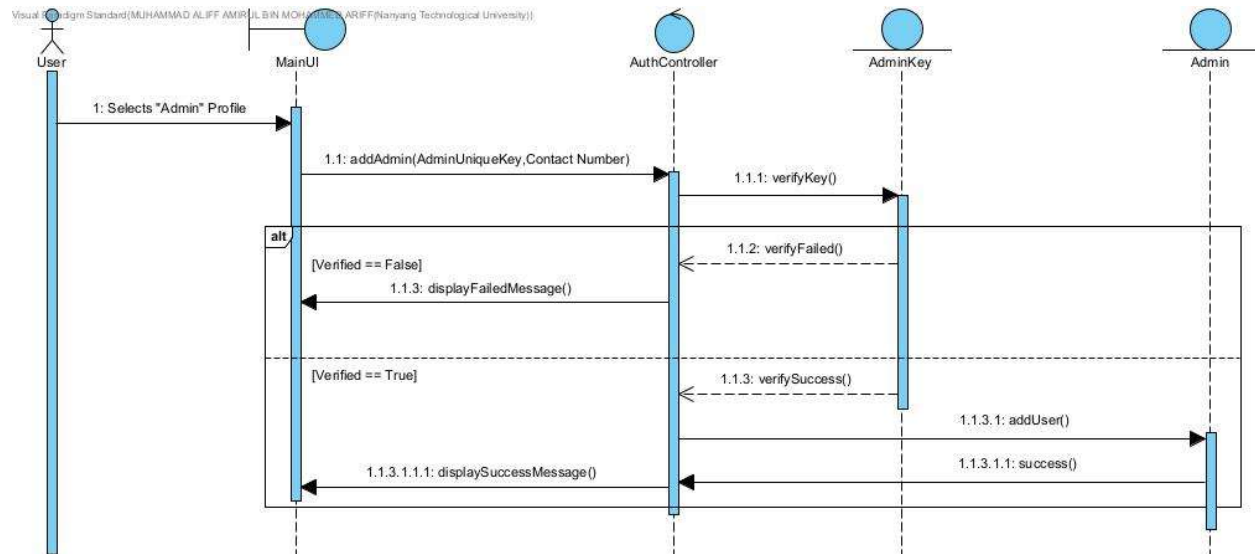 Visual Paradigm Standard(MUHAMMAD ALIFF AMIRUL BIN MOHAMMED ARIFF(Nanyang Technological University))
User
MainUI
AuthController
AdminKey
Admin
1: Selects "Admin" Profile
1.1: addAdmin(AdminUniqueKey,Contact Number)
1.1.1: verifyKey()
alt
1.1.2: verifyFailed()
[Verified == False]
1.1.3: displayFailedMessage()
[Verified == True]
1.1.3: verifySuccess()
1.1.3.1: addUser()
1.1.3.1.1: success()
1.1.3.1.1.1: displaySuccessMessage()